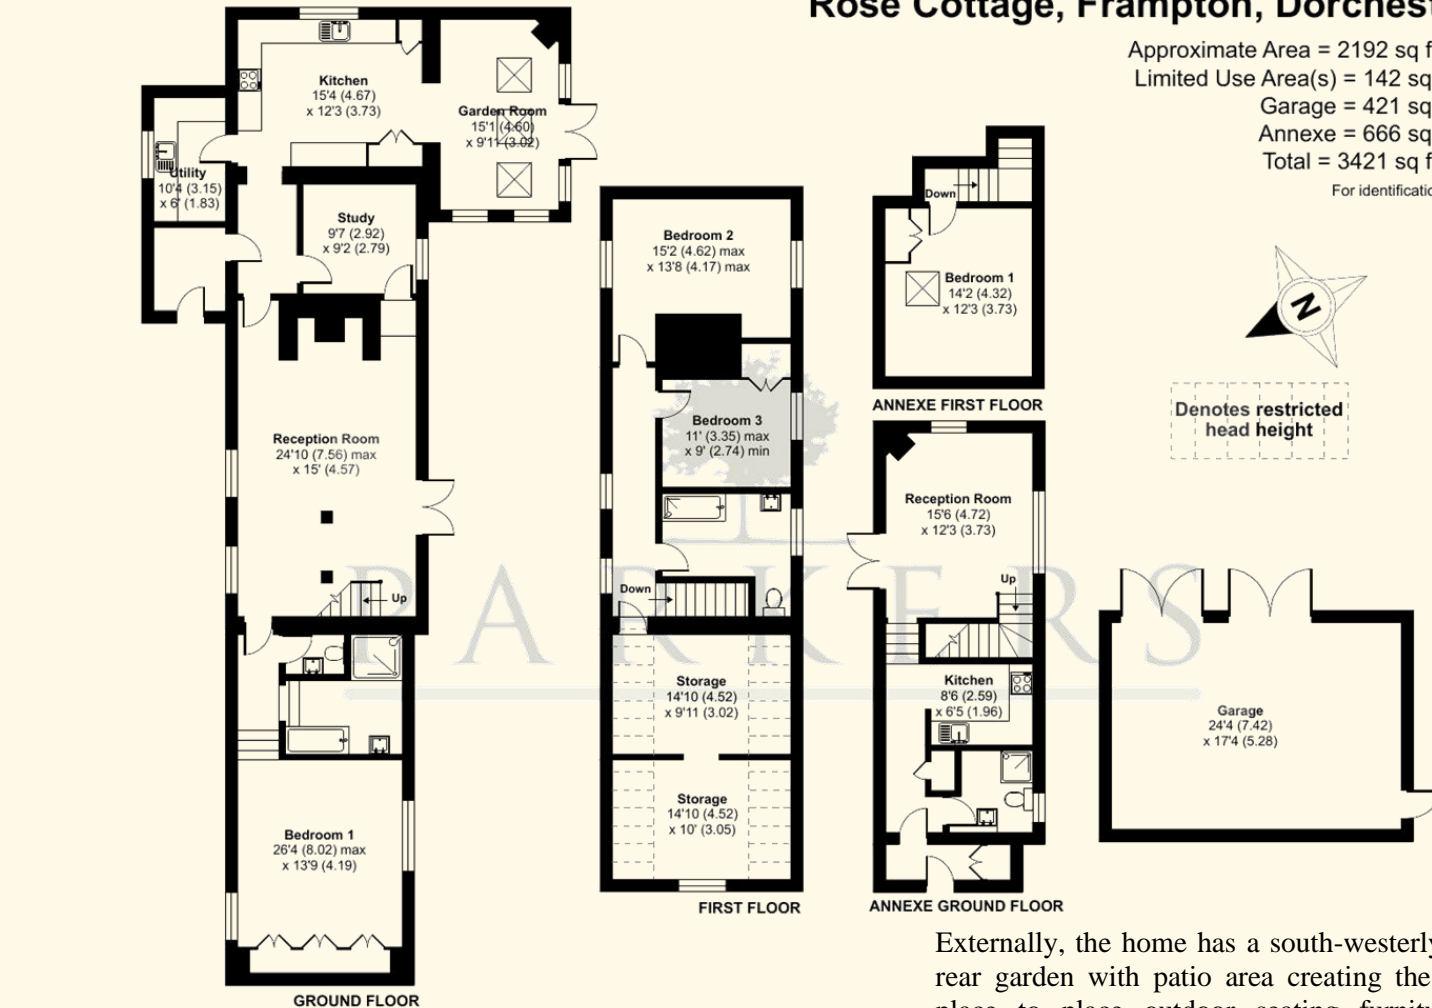 Rose Cottage, Frampton, Dorchest
Approximate Area = 2192 sq f
Limited Use Area(s) = 142 sq
Garage = 421 sq
Annexe = 666 sq
Total = 3421 sq f
For identificatio
Kitchen
15'4 (4.67)
x 12'3 (3.73)
Garden Room
15'1 (4.60)
x 9'11 (3.02)
Utility
10'4 (3.15)
x 6' (1.83)
Study
9'7 (2.92)
x 9'2 (2.79)
Reception Room
24'10 (7.56) max
x 15' (4.57)
Up
Bedroom 1
26'4 (8.02) max
x 13'9 (4.19)
GROUND FLOOR
Bedroom 2
15'2 (4.62) max
x 13'8 (4.17) max
Bedroom 3
11' (3.35) max
x 9' (2.74) min
Down
Storage
14'10 (4.52)
x 9'11 (3.02)
Storage
14'10 (4.52)
x 10' (3.05)
FIRST FLOOR
Down
Bedroom 1
14'2 (4.32)
x 12'3 (3.73)
ANNEXE FIRST FLOOR
Reception Room
15'6 (4.72)
x 12'3 (3.73)
Up
Kitchen
8'6 (2.59)
x 6'5 (1.96)
ANNEXE GROUND FLOOR
N
Denotes restricted
head height
Garage
24'4 (7.42)
x 17'4 (5.28)
PARKERS
Externally, the home has a south-westerly
rear garden with patio area creating the
place to place outdoor seating furnitu